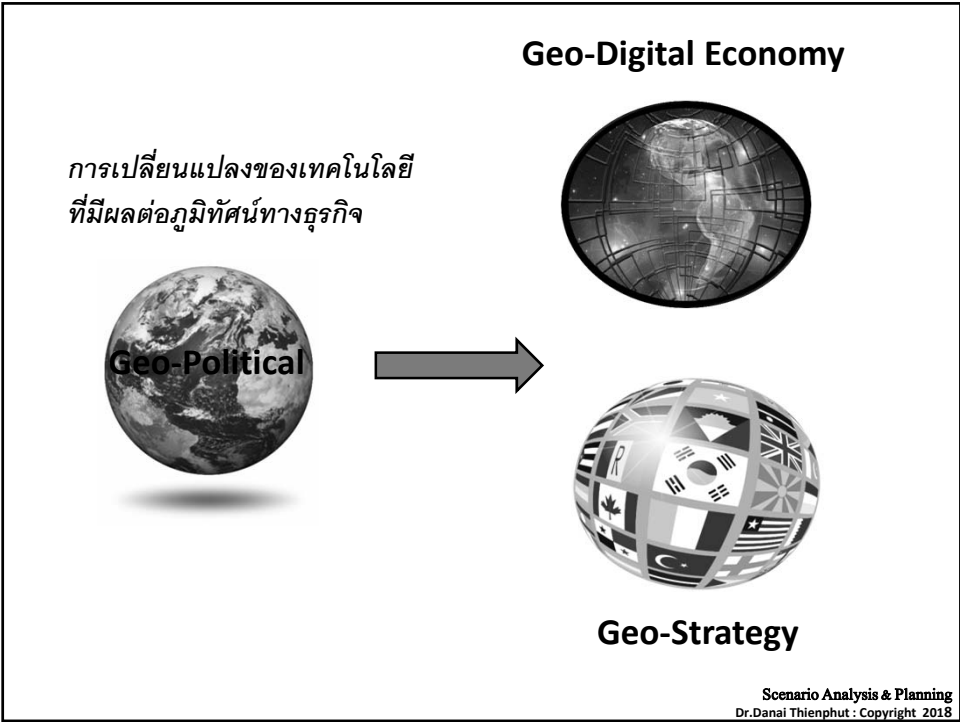 Geo-Digital Economy
การเปลี่ยนแปลงของเทคโนโลยี
ที่มีผลต่อภูมิทัศน์ทางธุรกิจ
Geo-Political
R
Geo-Strategy
Scenario Analysis & Planning
Dr.Danai Thienphut : Copyright 2018